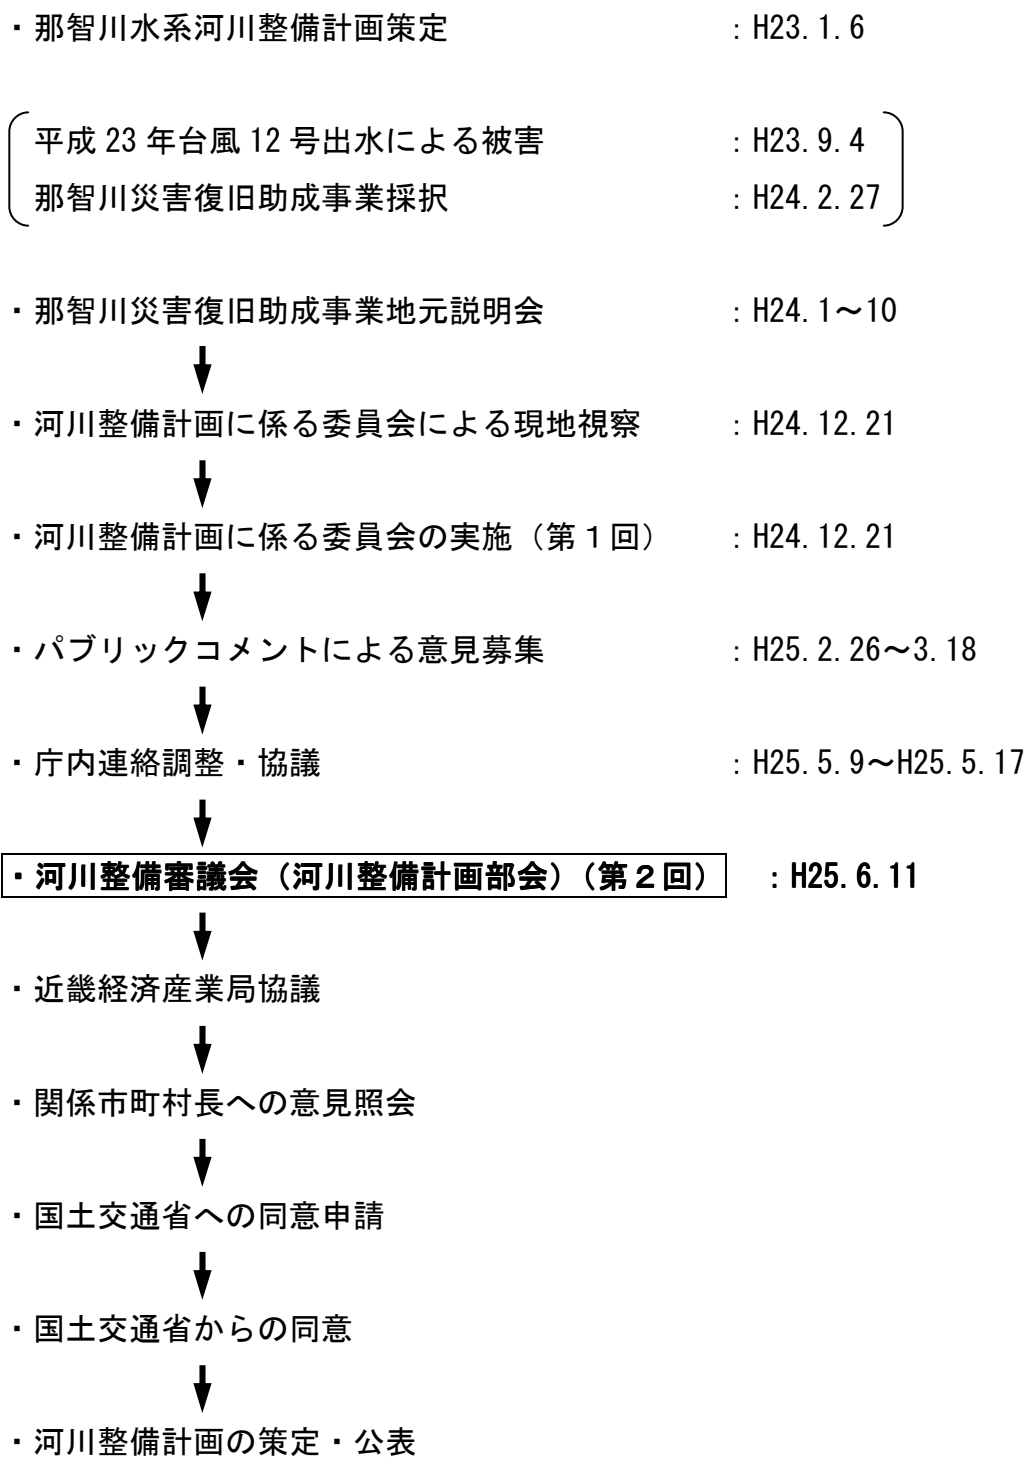 ・那智川水系河川整備計画策定 ：H23.1.6
平成 23 年台風 12 号出水による被害 ：H23.9.4
那智川災害復旧助成事業採択 ：H24.2.27
・那智川災害復旧助成事業地元説明会 ：H24.1～10
・河川整備計画に係る委員会による現地視察 ：H24.12.21
・河川整備計画に係る委員会の実施（第１回） ：H24.12.21
・パブリックコメントによる意見募集 ：H25.2.26～3.18
・庁内連絡調整・協議 ：H25.5.9～H25.5.17
・河川整備審議会（河川整備計画部会）（第２回） ：H25.6.11
・近畿経済産業局協議
・関係市町村長への意見照会
・国土交通省への同意申請
・国土交通省からの同意
・河川整備計画の策定・公表